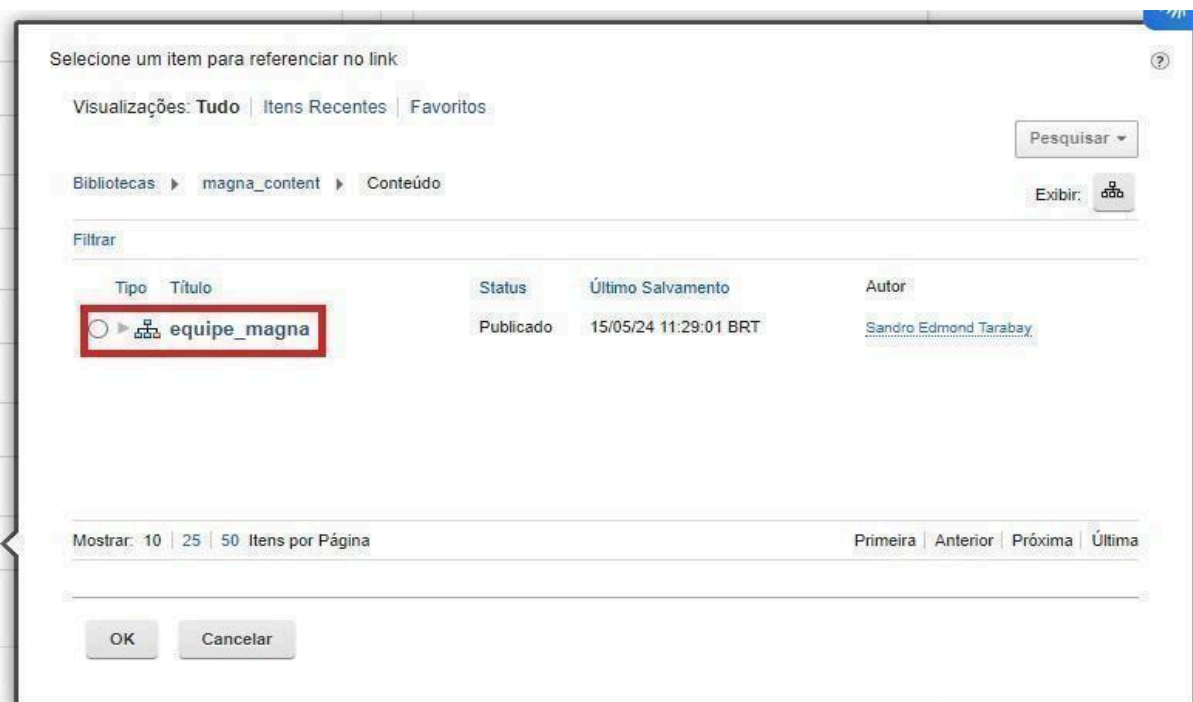 Selecione um item para referenciar no link
?
Visualizações: Tudo | Itens Recentes | Favoritos
Pesquisar
Bibliotecas magna_content Conteúdo
Exibir:
Filtrar
Tipo Título Status Último Salvamento Autor
equipe_magna Publicado 15/05/24 11:29:01 BRT Sandro Edmond Tarabay
Mostrar: 10 | 25 | 50 Itens por Página Primeira | Anterior | Próxima | Última
OK Cancelar